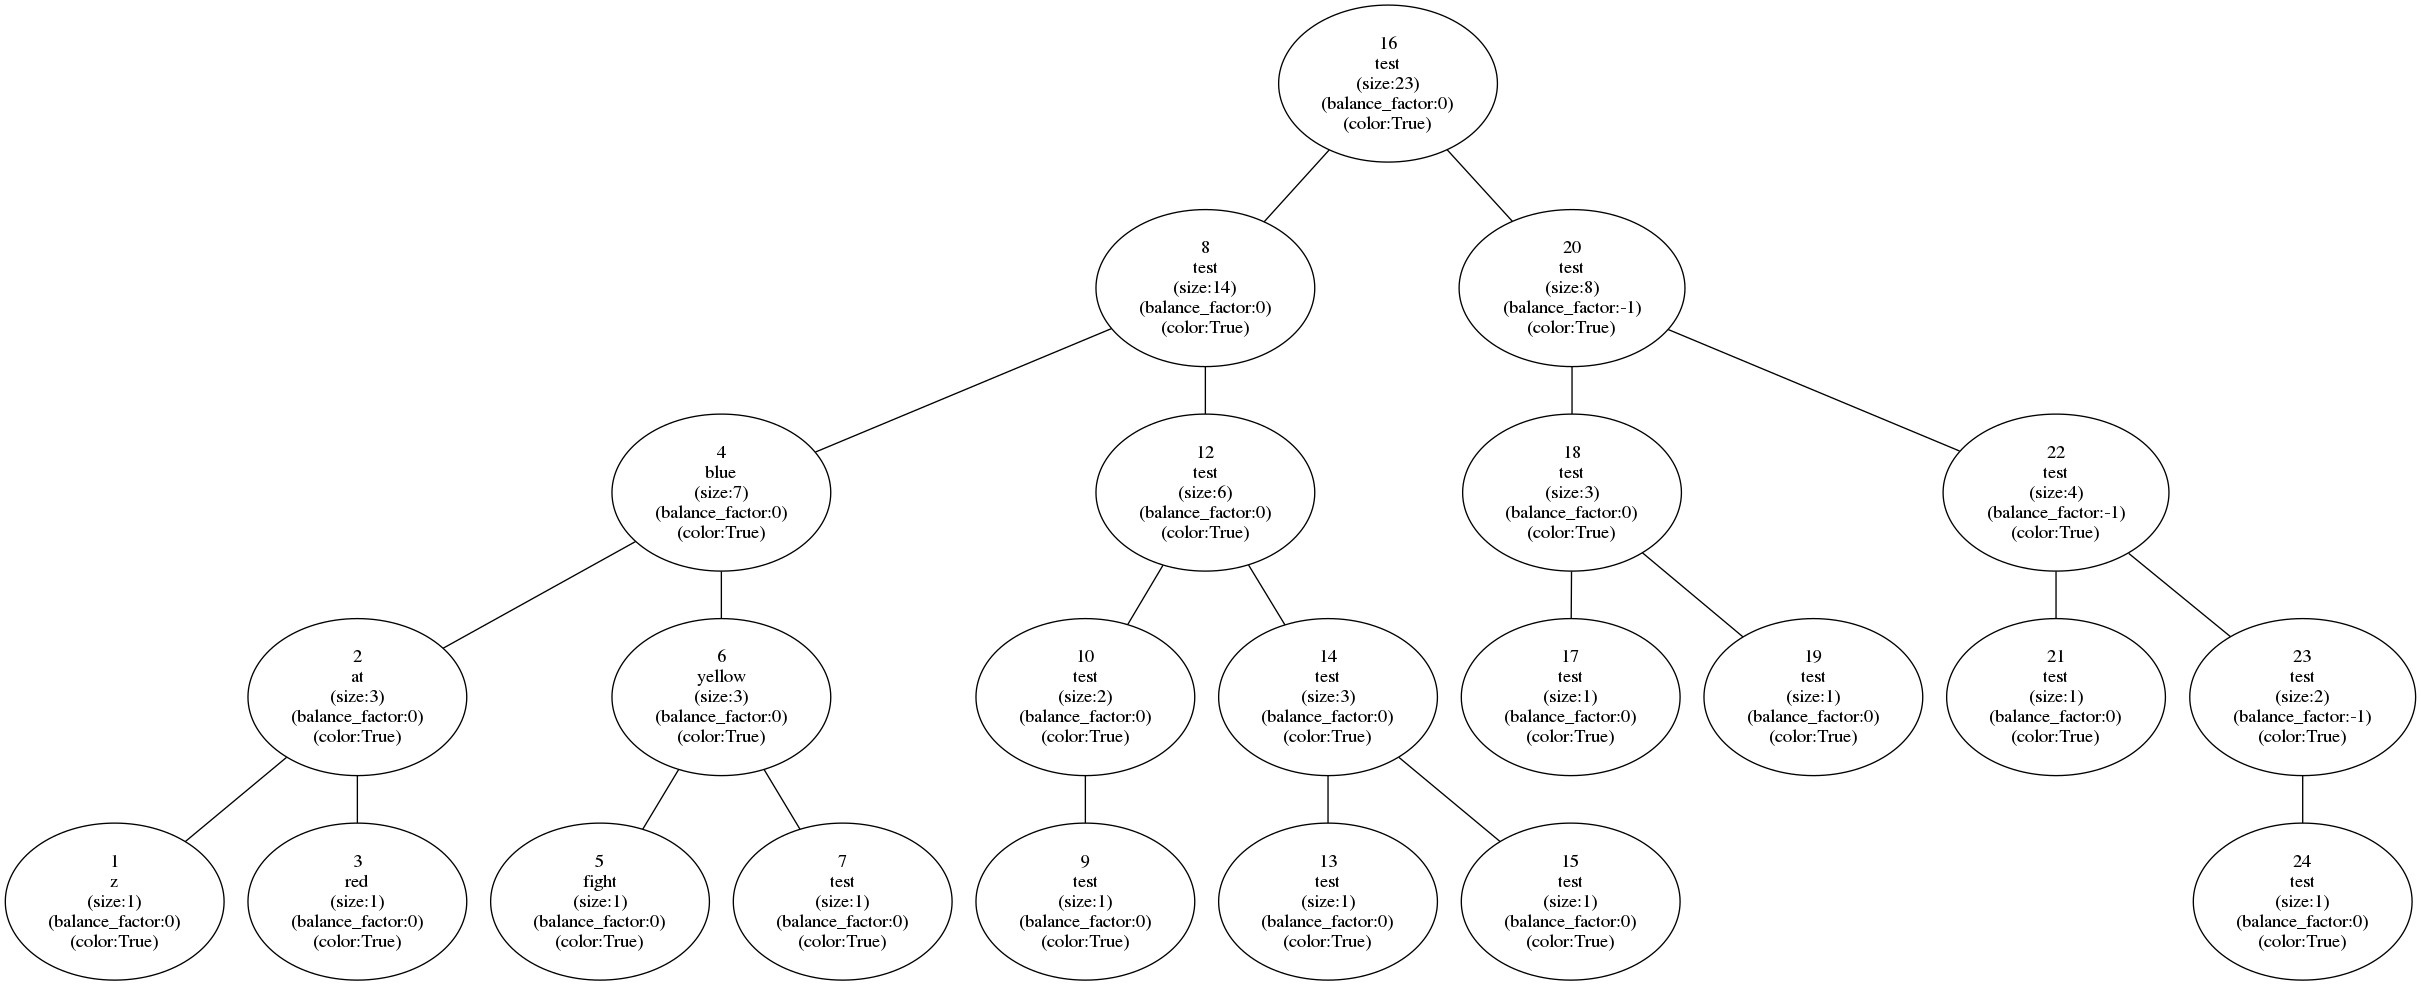 16
test
(size:23)
(balance_factor:0)
(color:True)
8
test
(size:14)
(balance_factor:0)
(color:True)
20
test
(size:8)
(balance_factor:-1)
(color:True)
4
blue
(size:7)
(balance_factor:0)
(color:True)
12
test
(size:6)
(balance_factor:0)
(color:True)
18
test
(size:3)
(balance_factor:0)
(color:True)
22
test
(size:4)
(balance_factor:-1)
(color:True)
2
at
(size:3)
(balance_factor:0)
(color:True)
6
yellow
(size:3)
(balance_factor:0)
(color:True)
10
test
(size:2)
(balance_factor:0)
(color:True)
14
test
(size:3)
(balance_factor:0)
(color:True)
17
test
(size:1)
(balance_factor:0)
(color:True)
19
test
(size:1)
(balance_factor:0)
(color:True)
21
test
(size:1)
(balance_factor:0)
(color:True)
23
test
(size:2)
(balance_factor:-1)
(color:True)
1
z
(size:1)
(balance_factor:0)
(color:True)
3
red
(size:1)
(balance_factor:0)
(color:True)
5
fight
(size:1)
(balance_factor:0)
(color:True)
7
test
(size:1)
(balance_factor:0)
(color:True)
9
test
(size:1)
(balance_factor:0)
(color:True)
13
test
(size:1)
(balance_factor:0)
(color:True)
15
test
(size:1)
(balance_factor:0)
(color:True)
24
test
(size:1)
(balance_factor:0)
(color:True)